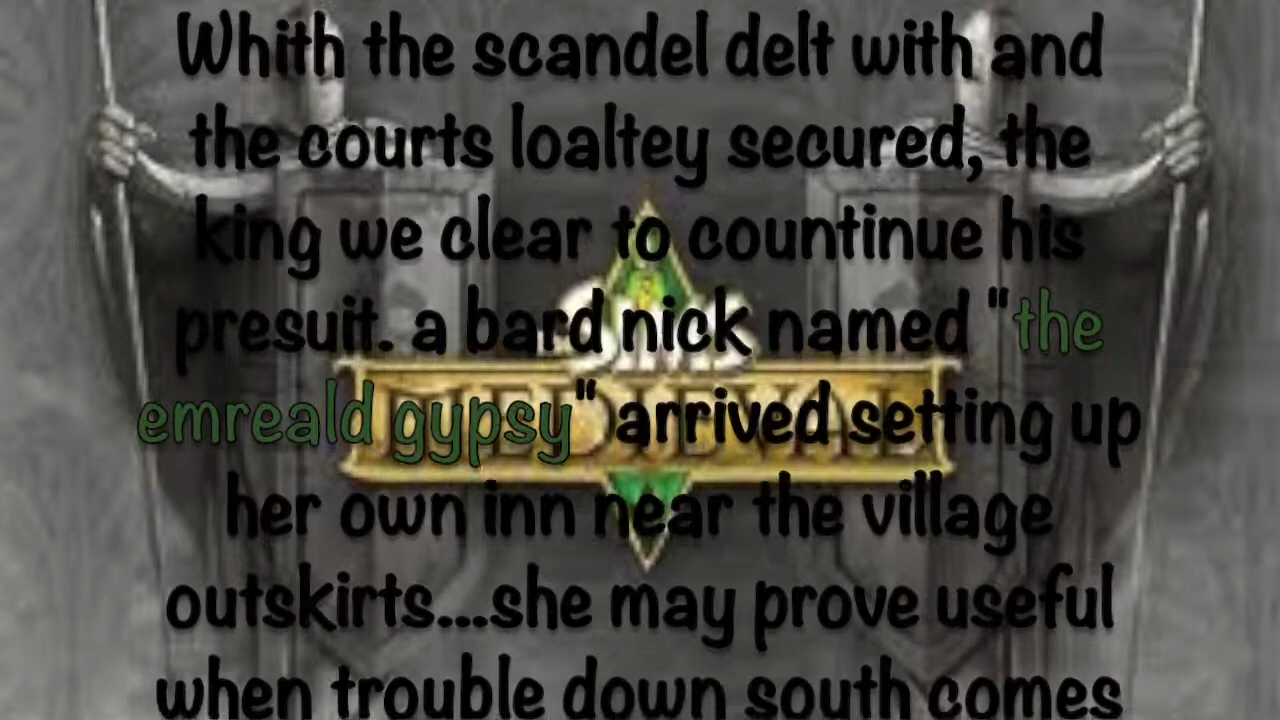 Whith the scandel delt with and
the courts loaltey secured, the
king we clear to countinue his
presuit. a bard nick named "the
emreald gypsy" arrived setting up
her own inn near the village
outskirts....she may prove useful
when trouble down south comes
Sims
MEDIEVAL